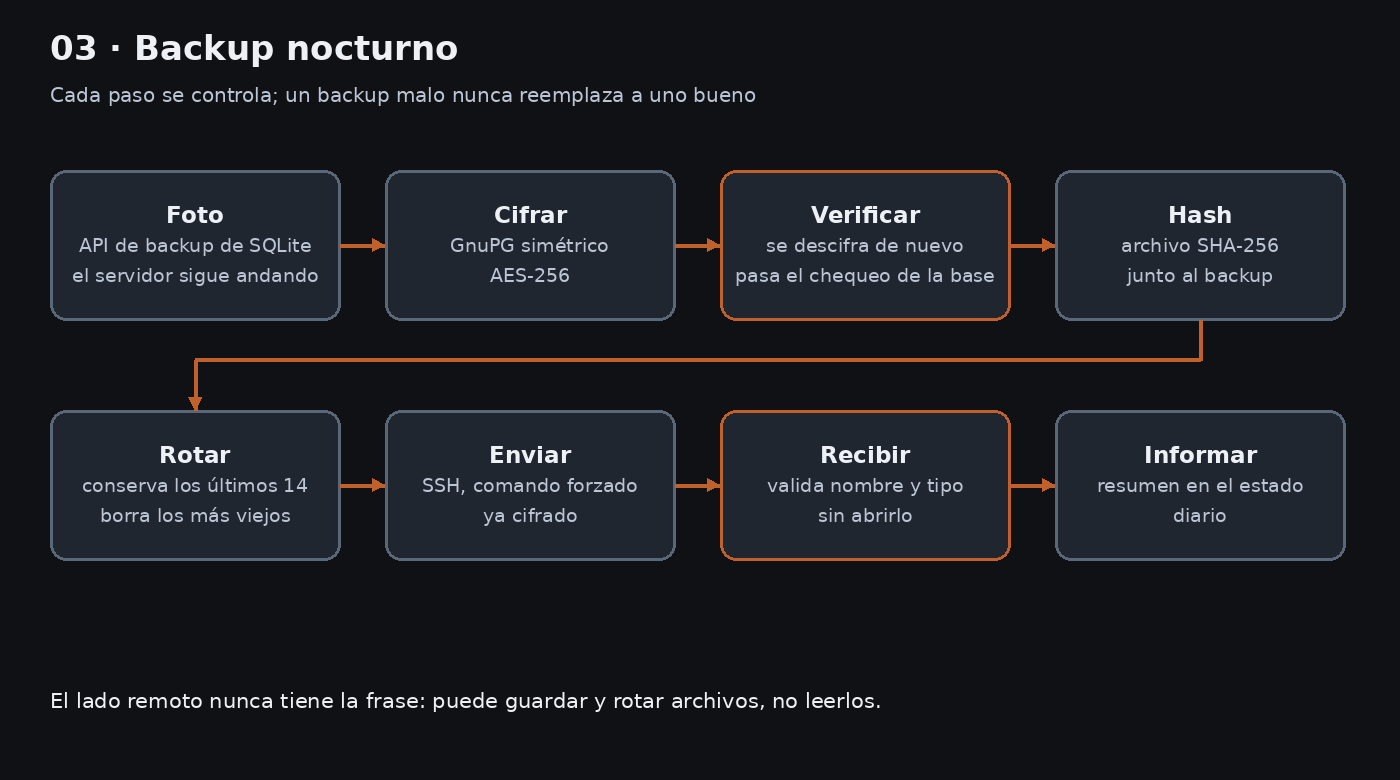 03 · Backup nocturno
Cada paso se controla; un backup malo nunca reemplaza a uno bueno
Foto
API de backup de SQLite
el servidor sigue andando
Cifrar
GnuPG simétrico
AES-256
Verificar
se descifra de nuevo
pasa el chequeo de la base
Hash
archivo SHA-256
junto al backup
Rotar
conserva los últimos 14
borra los más viejos
Enviar
SSH, comando forzado
ya cifrado
Recibir
valida nombre y tipo
sin abrirlo
Informar
resumen en el estado
diario
El lado remoto nunca tiene la frase: puede guardar y rotar archivos, no leerlos.